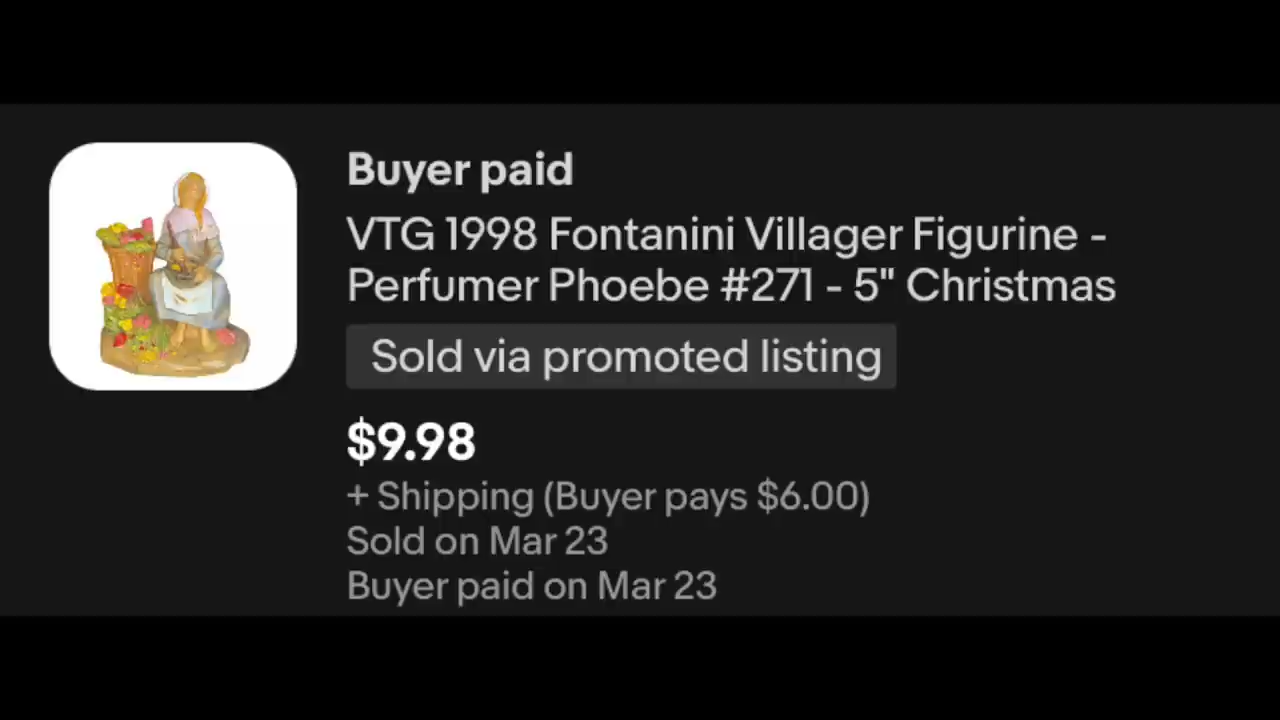 Buyer paid
VTG 1998 Fontanini Villager Figurine -
Perfumer Phoebe #271 - 5" Christmas
Sold via promoted listing
$9.98
+ Shipping (Buyer pays $6.00)
Sold on Mar 23
Buyer paid on Mar 23